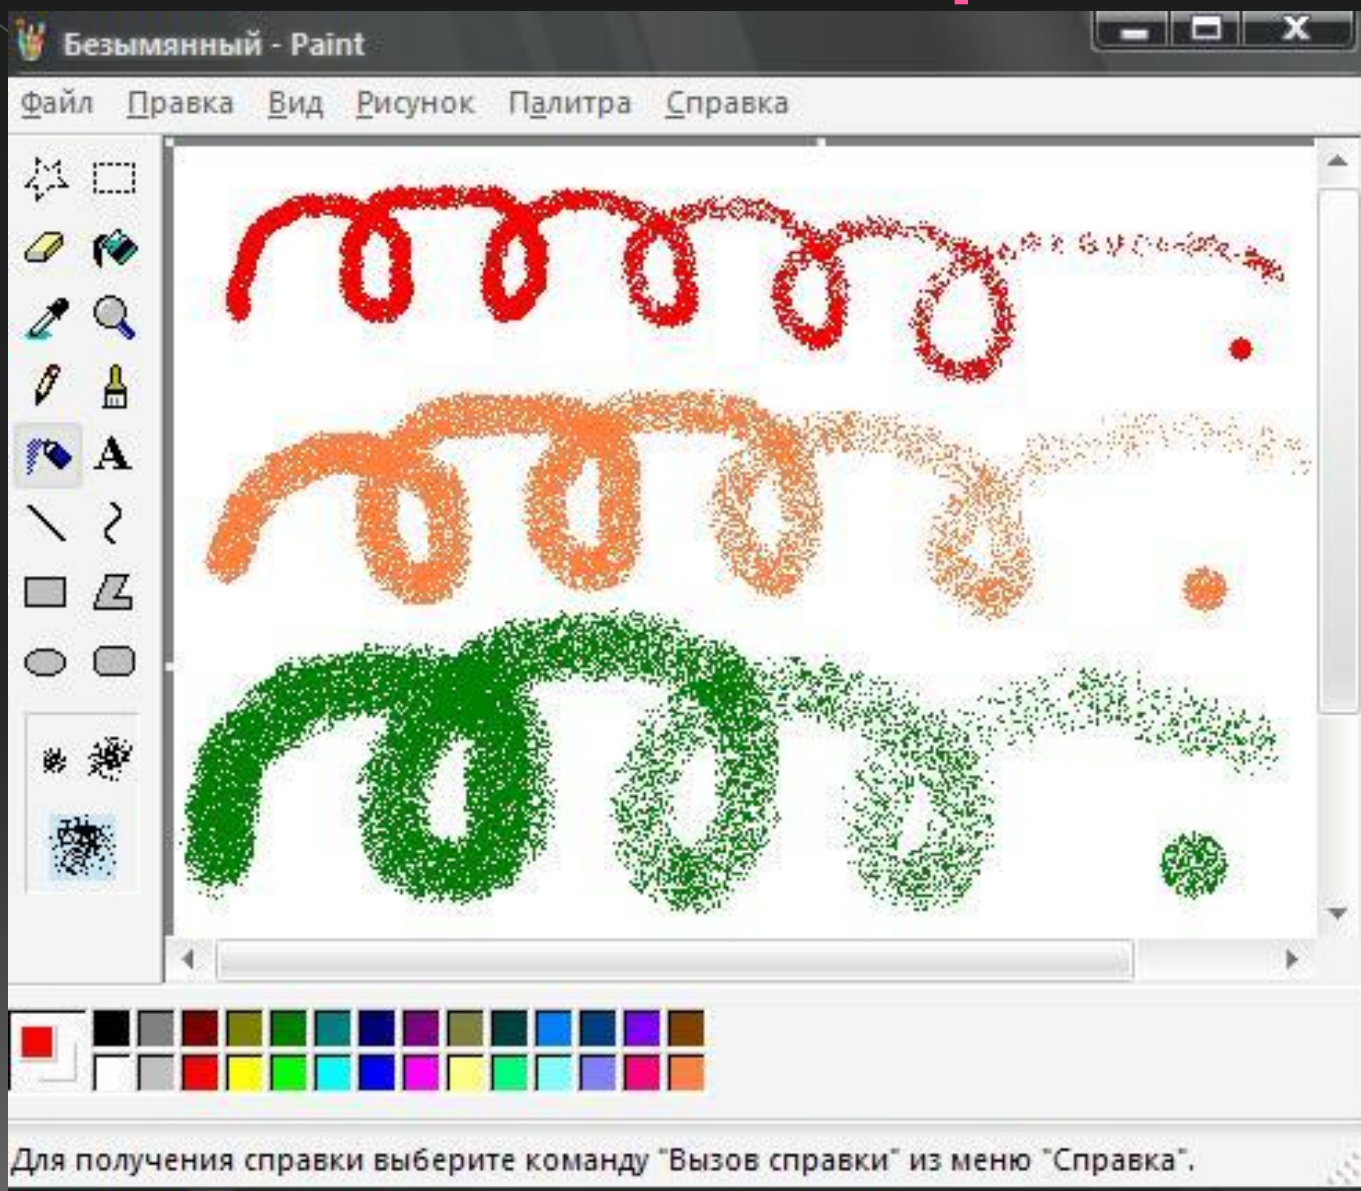 Безымянный - Paint
Файл Правка Вид Рисунок Палитра Справка
A
Для получения справки выберите команду "Вызов справки" из меню "Справка".